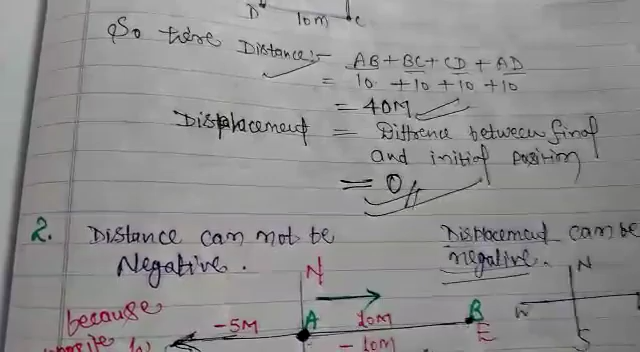 D 10m C
So here Distance:- AB + BC + CD + AD
= 10 + 10 + 10 + 10
= 40M
Displacement = Diffrence between final
and initial position
= 0
2. Distance can not be Negative.
Displacement can be negative.
N
N
because
-5M A 10M B
W
E
-10M
S